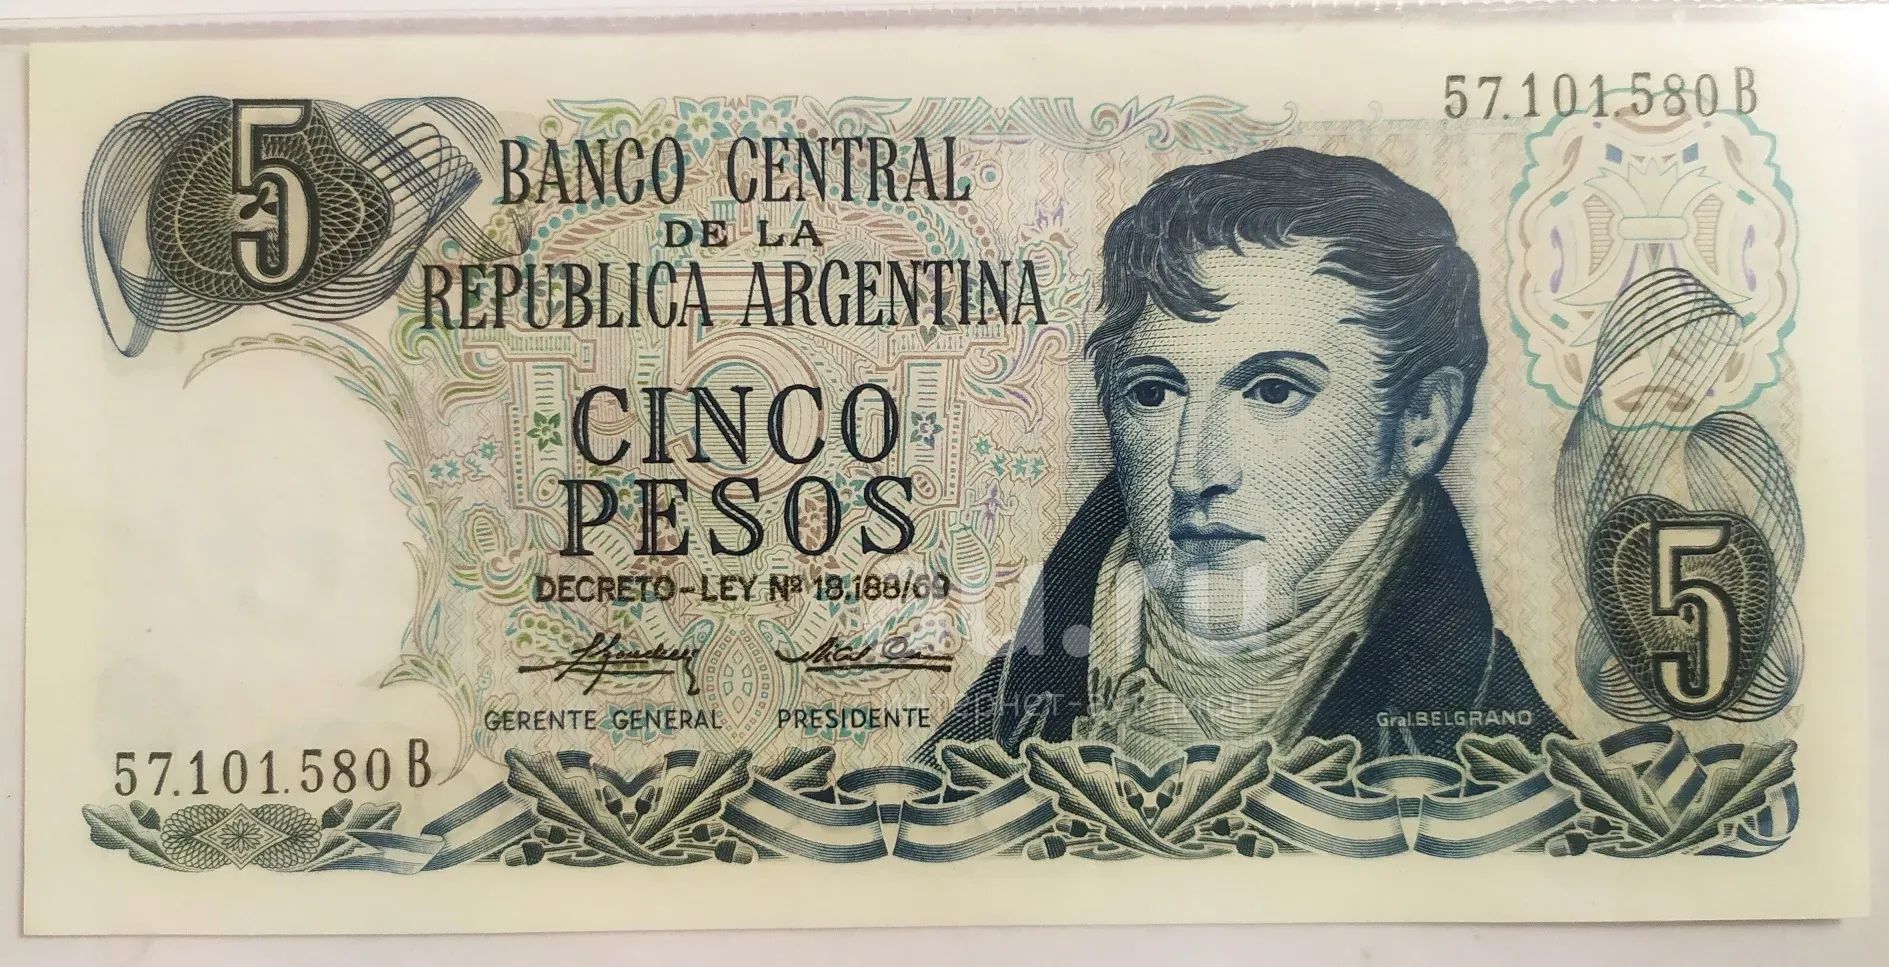 57.101.580 B
5
BANCO CENTRAL
DE LA
REPUBLICA ARGENTINA
CINCO
PESOS
DECRETO-LEY Nº 18.188/69
GERENTE GENERAL PRESIDENTE
Gral BELGRANO
5
57.101.580 B